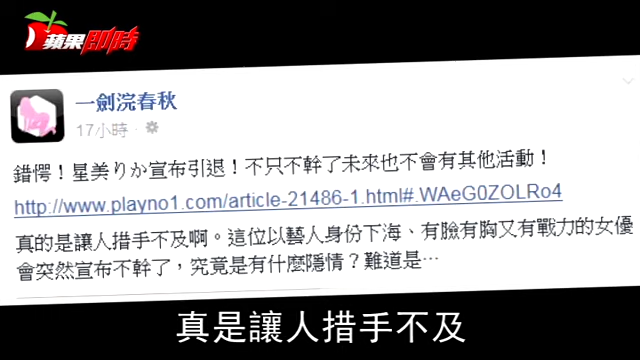 蘋果即時
一劍浣春秋
17小時
錯愕！星美りか宣布引退！不只不幹了未來也不會有其他活動！
http://www.playno1.com/article-21486-1.html#.WAeG0ZOLRo4
真的是讓人措手不及啊。這位以藝人身份下海、有臉有胸又有戰力的女優
會突然宣布不幹了，究竟是有什麼隱情？難道是…
真是讓人措手不及